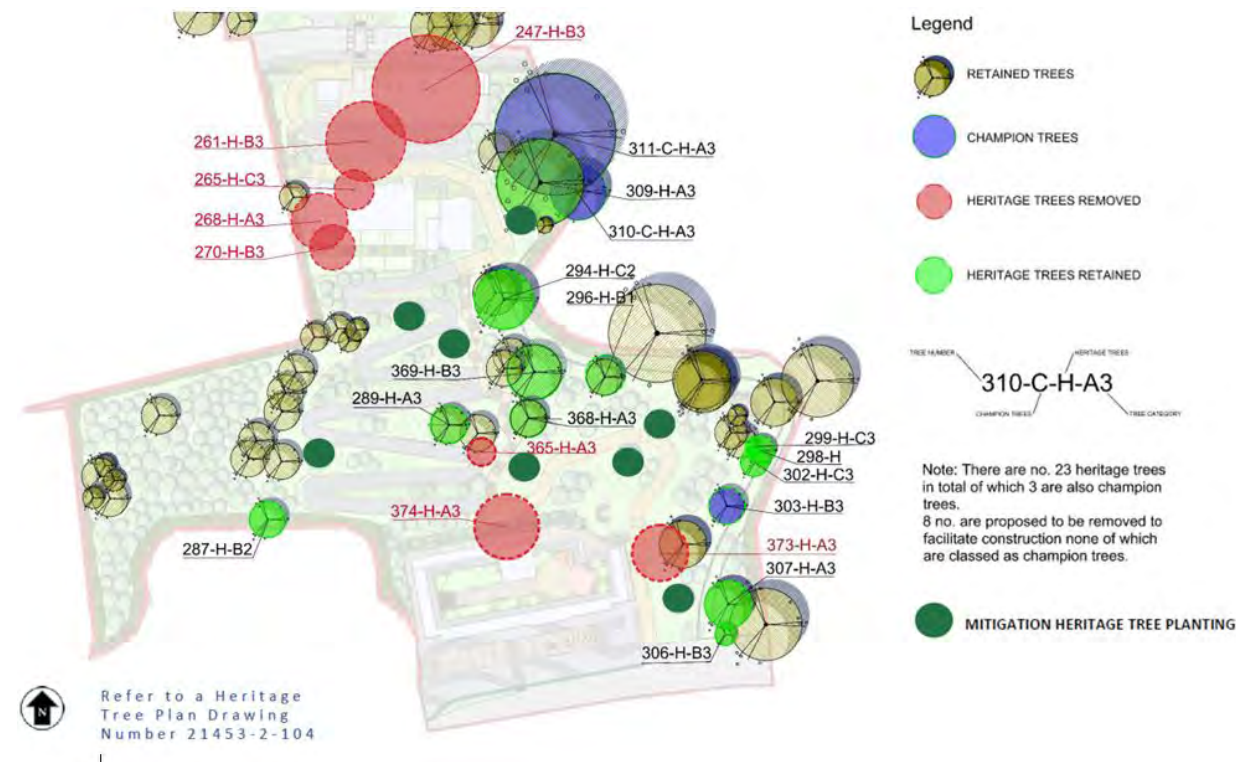 247-H-B3
261-H-B3
265-H-C3
268-H-A3
270-H-B3
311-C-H-A3
309-H-A3
310-C-H-A3
294-H-C2
296-H-B1
369-H-B3
289-H-A3
368-H-A3
365-H-A3
299-H-C3
298-H
302-H-C3
374-H-A3
303-H-B3
287-H-B2
373-H-A3
307-H-A3
306-H-B3
N
Refer to a Heritage
Tree Plan Drawing
Number 21453-2-104
Legend
RETAINED TREES
CHAMPION TREES
HERITAGE TREES REMOVED
HERITAGE TREES RETAINED
TREE NUMBER
HERITAGE TREES
310-C-H-A3
CHAMPION TREES
TREE CATEGORY
Note: There are no. 23 heritage trees
in total of which 3 are also champion
trees.
8 no. are proposed to be removed to
facilitate construction none of which
are classed as champion trees.
MITIGATION HERITAGE TREE PLANTING